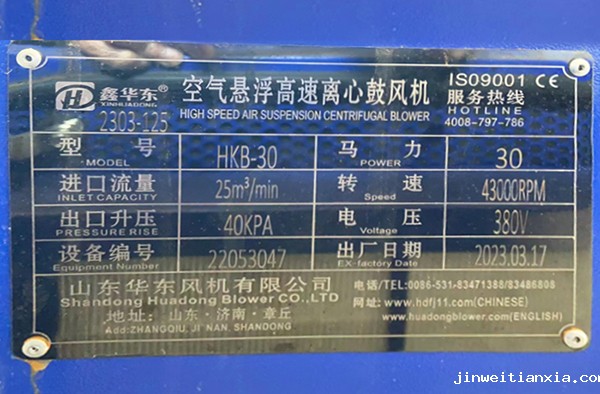 鑫华东
XINHUADONG
2303-125
空气悬浮高速离心鼓风机
HIGH SPEED AIR SUSPENSION CENTRIFUGAL BLOWER
ISO9001 CE
服务热线
HOTLINE
4008-797-786
型 号 MODEL HKB-30 马 力 POWER 30
进口流量 INLET CAPACITY 25m³/min 转 速 Speed 43000RPM
出口升压 PRESSURE RISE 40KPA 电 压 Voltage 380V
设备编号 Equipment Number 22053047 出厂日期 EX-factory Date 2023.03.17
山东华东风机有限公司
Shandong Huadong Blower CO.,LTD
地址: 山东·济南·章丘
Add:ZHANGQIU, JI'NAN, SHANDONG
电话/TEL:0086-531-83471388/83486808
网址:www.hdfj1.com(CHINESE)
www.huadongblower.com(ENGLISH)
jinweitianxia.com